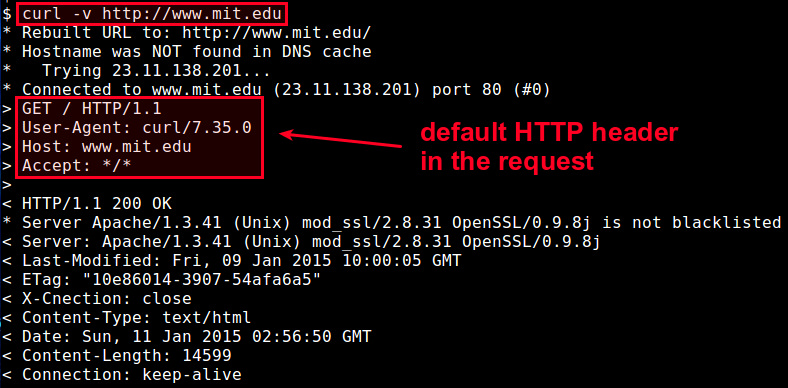 $ curl -v http://www.mit.edu
* Rebuilt URL to: http://www.mit.edu/
* Hostname was NOT found in DNS cache
*   Trying 23.11.138.201...
* Connected to www.mit.edu (23.11.138.201) port 80 (#0)
> GET / HTTP/1.1
> User-Agent: curl/7.35.0
> Host: www.mit.edu
> Accept: */*
>
default HTTP header
in the request
< HTTP/1.1 200 OK
* Server Apache/1.3.41 (Unix) mod_ssl/2.8.31 OpenSSL/0.9.8j is not blacklisted
< Server: Apache/1.3.41 (Unix) mod_ssl/2.8.31 OpenSSL/0.9.8j
< Last-Modified: Fri, 09 Jan 2015 10:00:05 GMT
< ETag: "10e86014-3907-54afa6a5"
< X-Cnection: close
< Content-Type: text/html
< Date: Sun, 11 Jan 2015 02:56:50 GMT
< Content-Length: 14599
< Connection: keep-alive